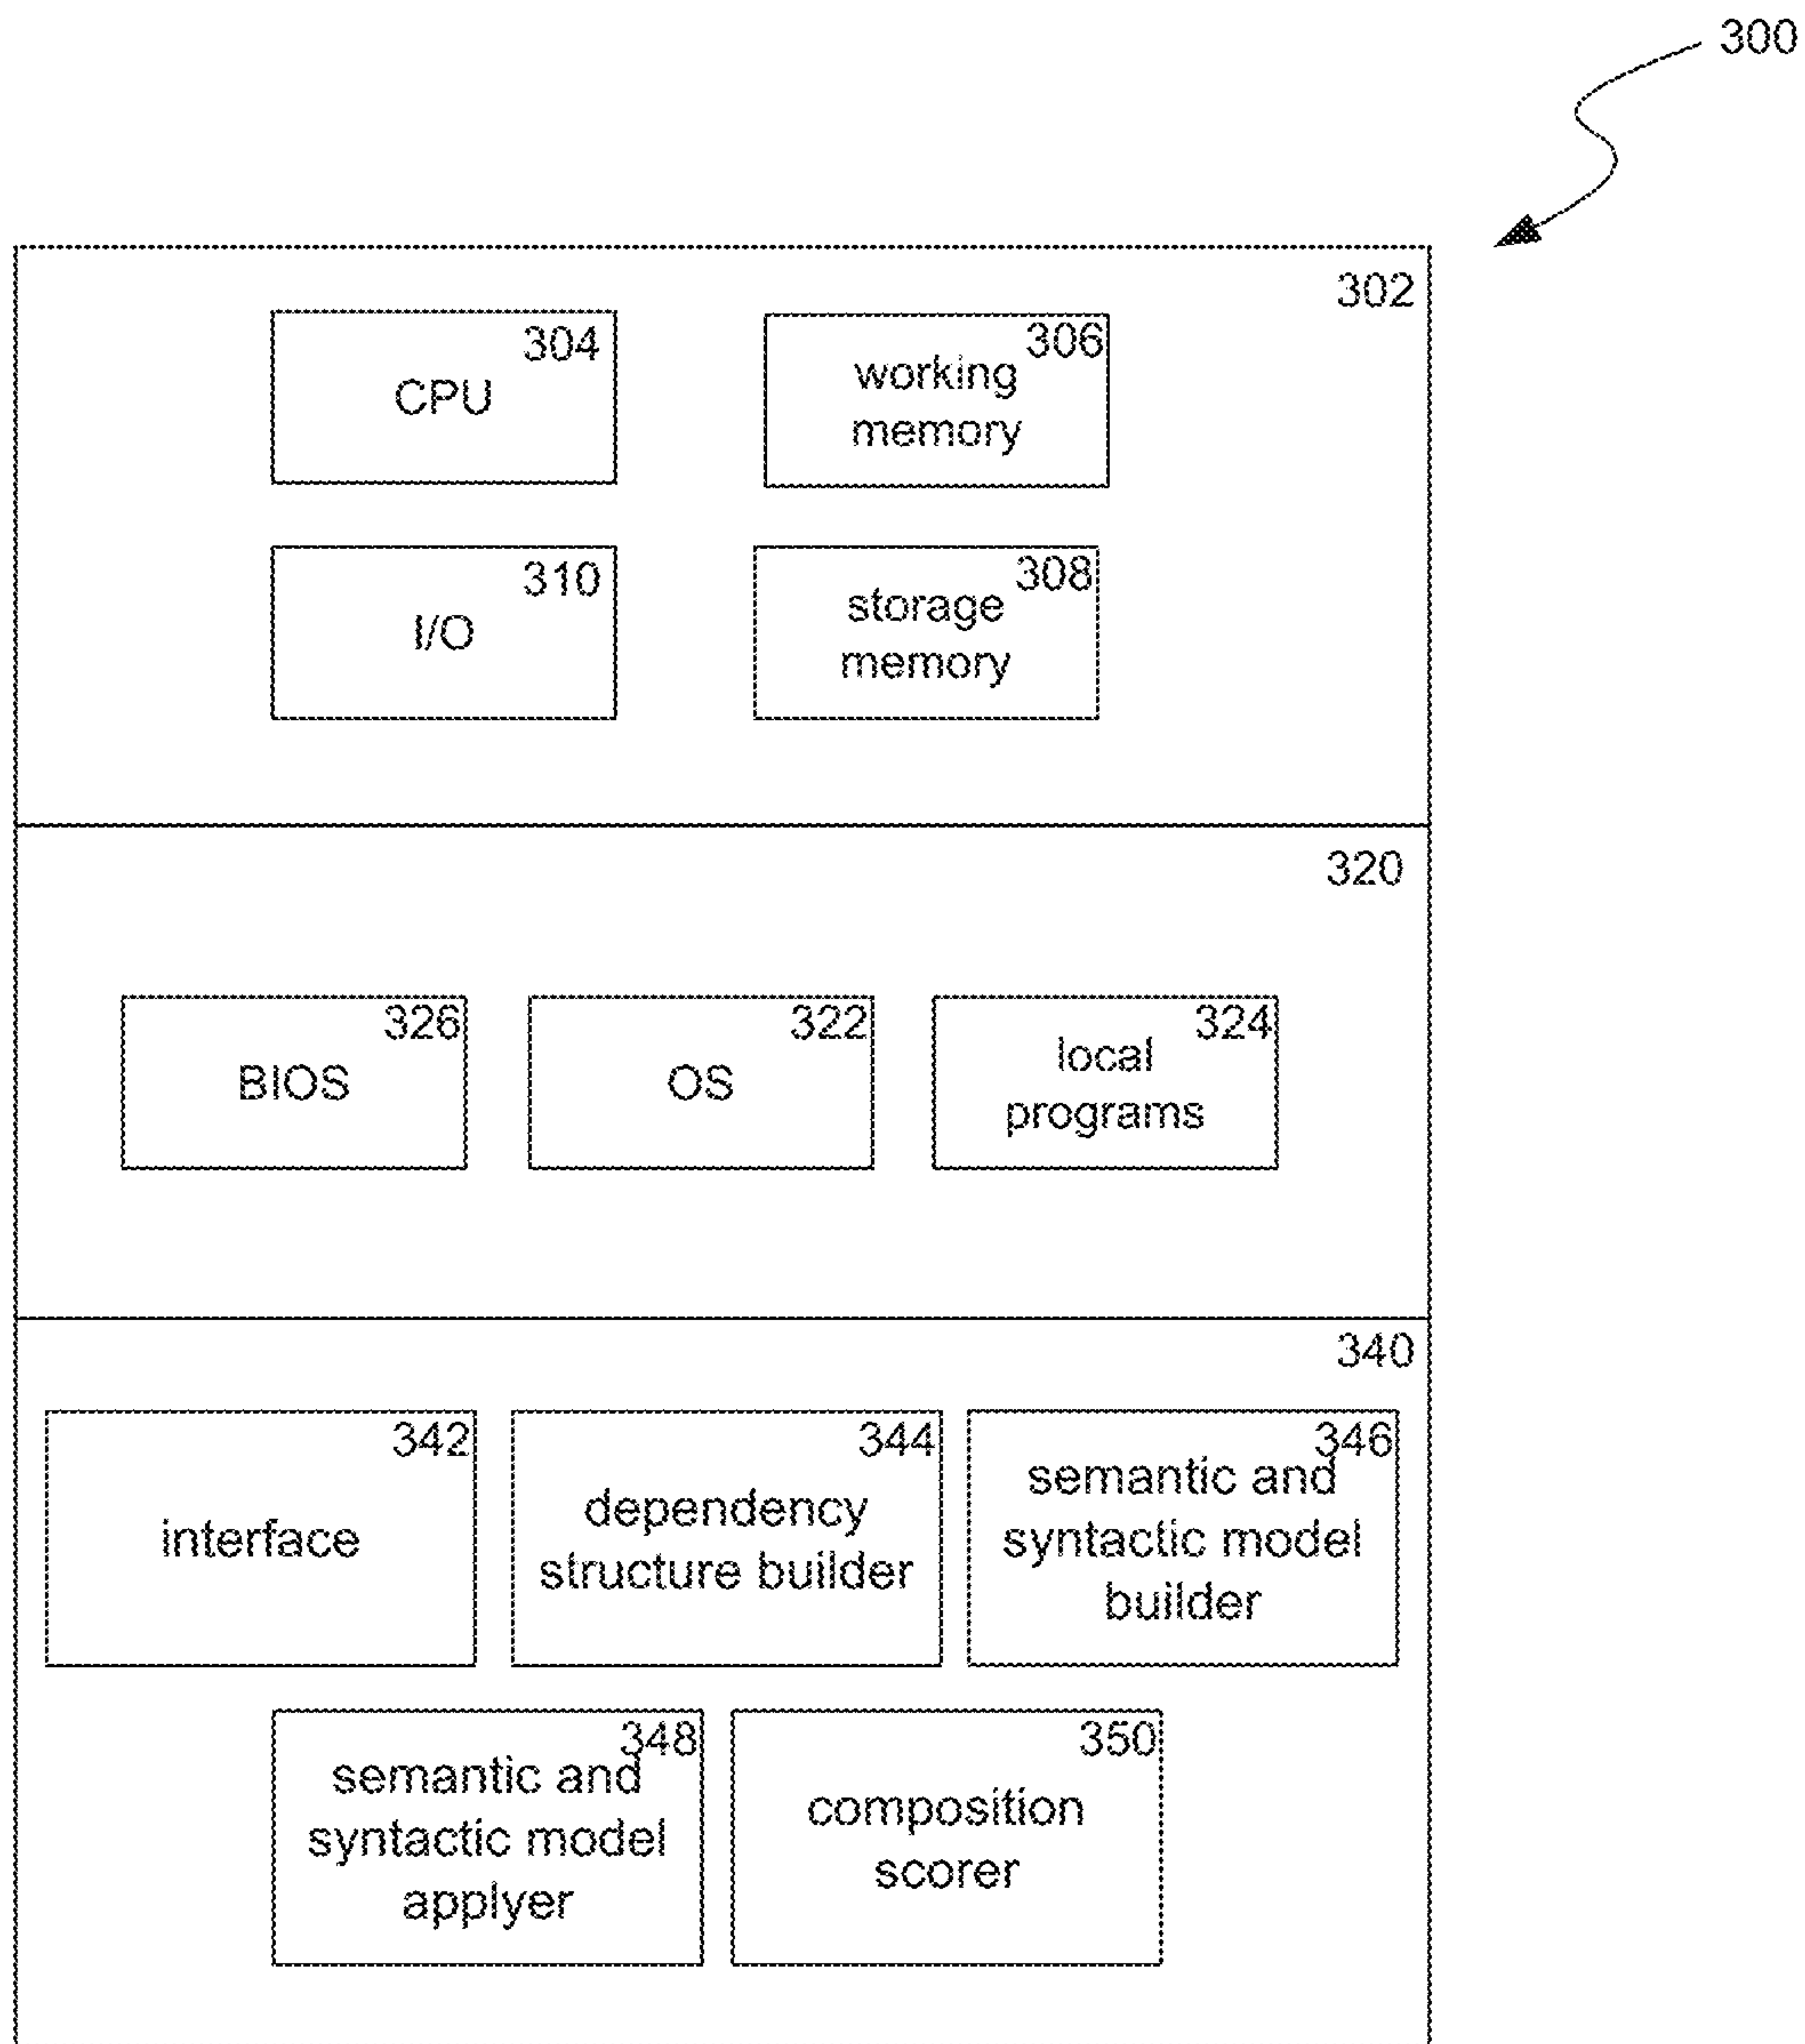 300
302
304
CPU
306
working
memory
310
I/O
308
storage
memory
320
326
BIOS
322
OS
324
local
programs
340
342
interface
344
dependency
structure builder
346
semantic and
syntactic model
builder
348
semantic and
syntactic model
applyer
350
composition
scorer